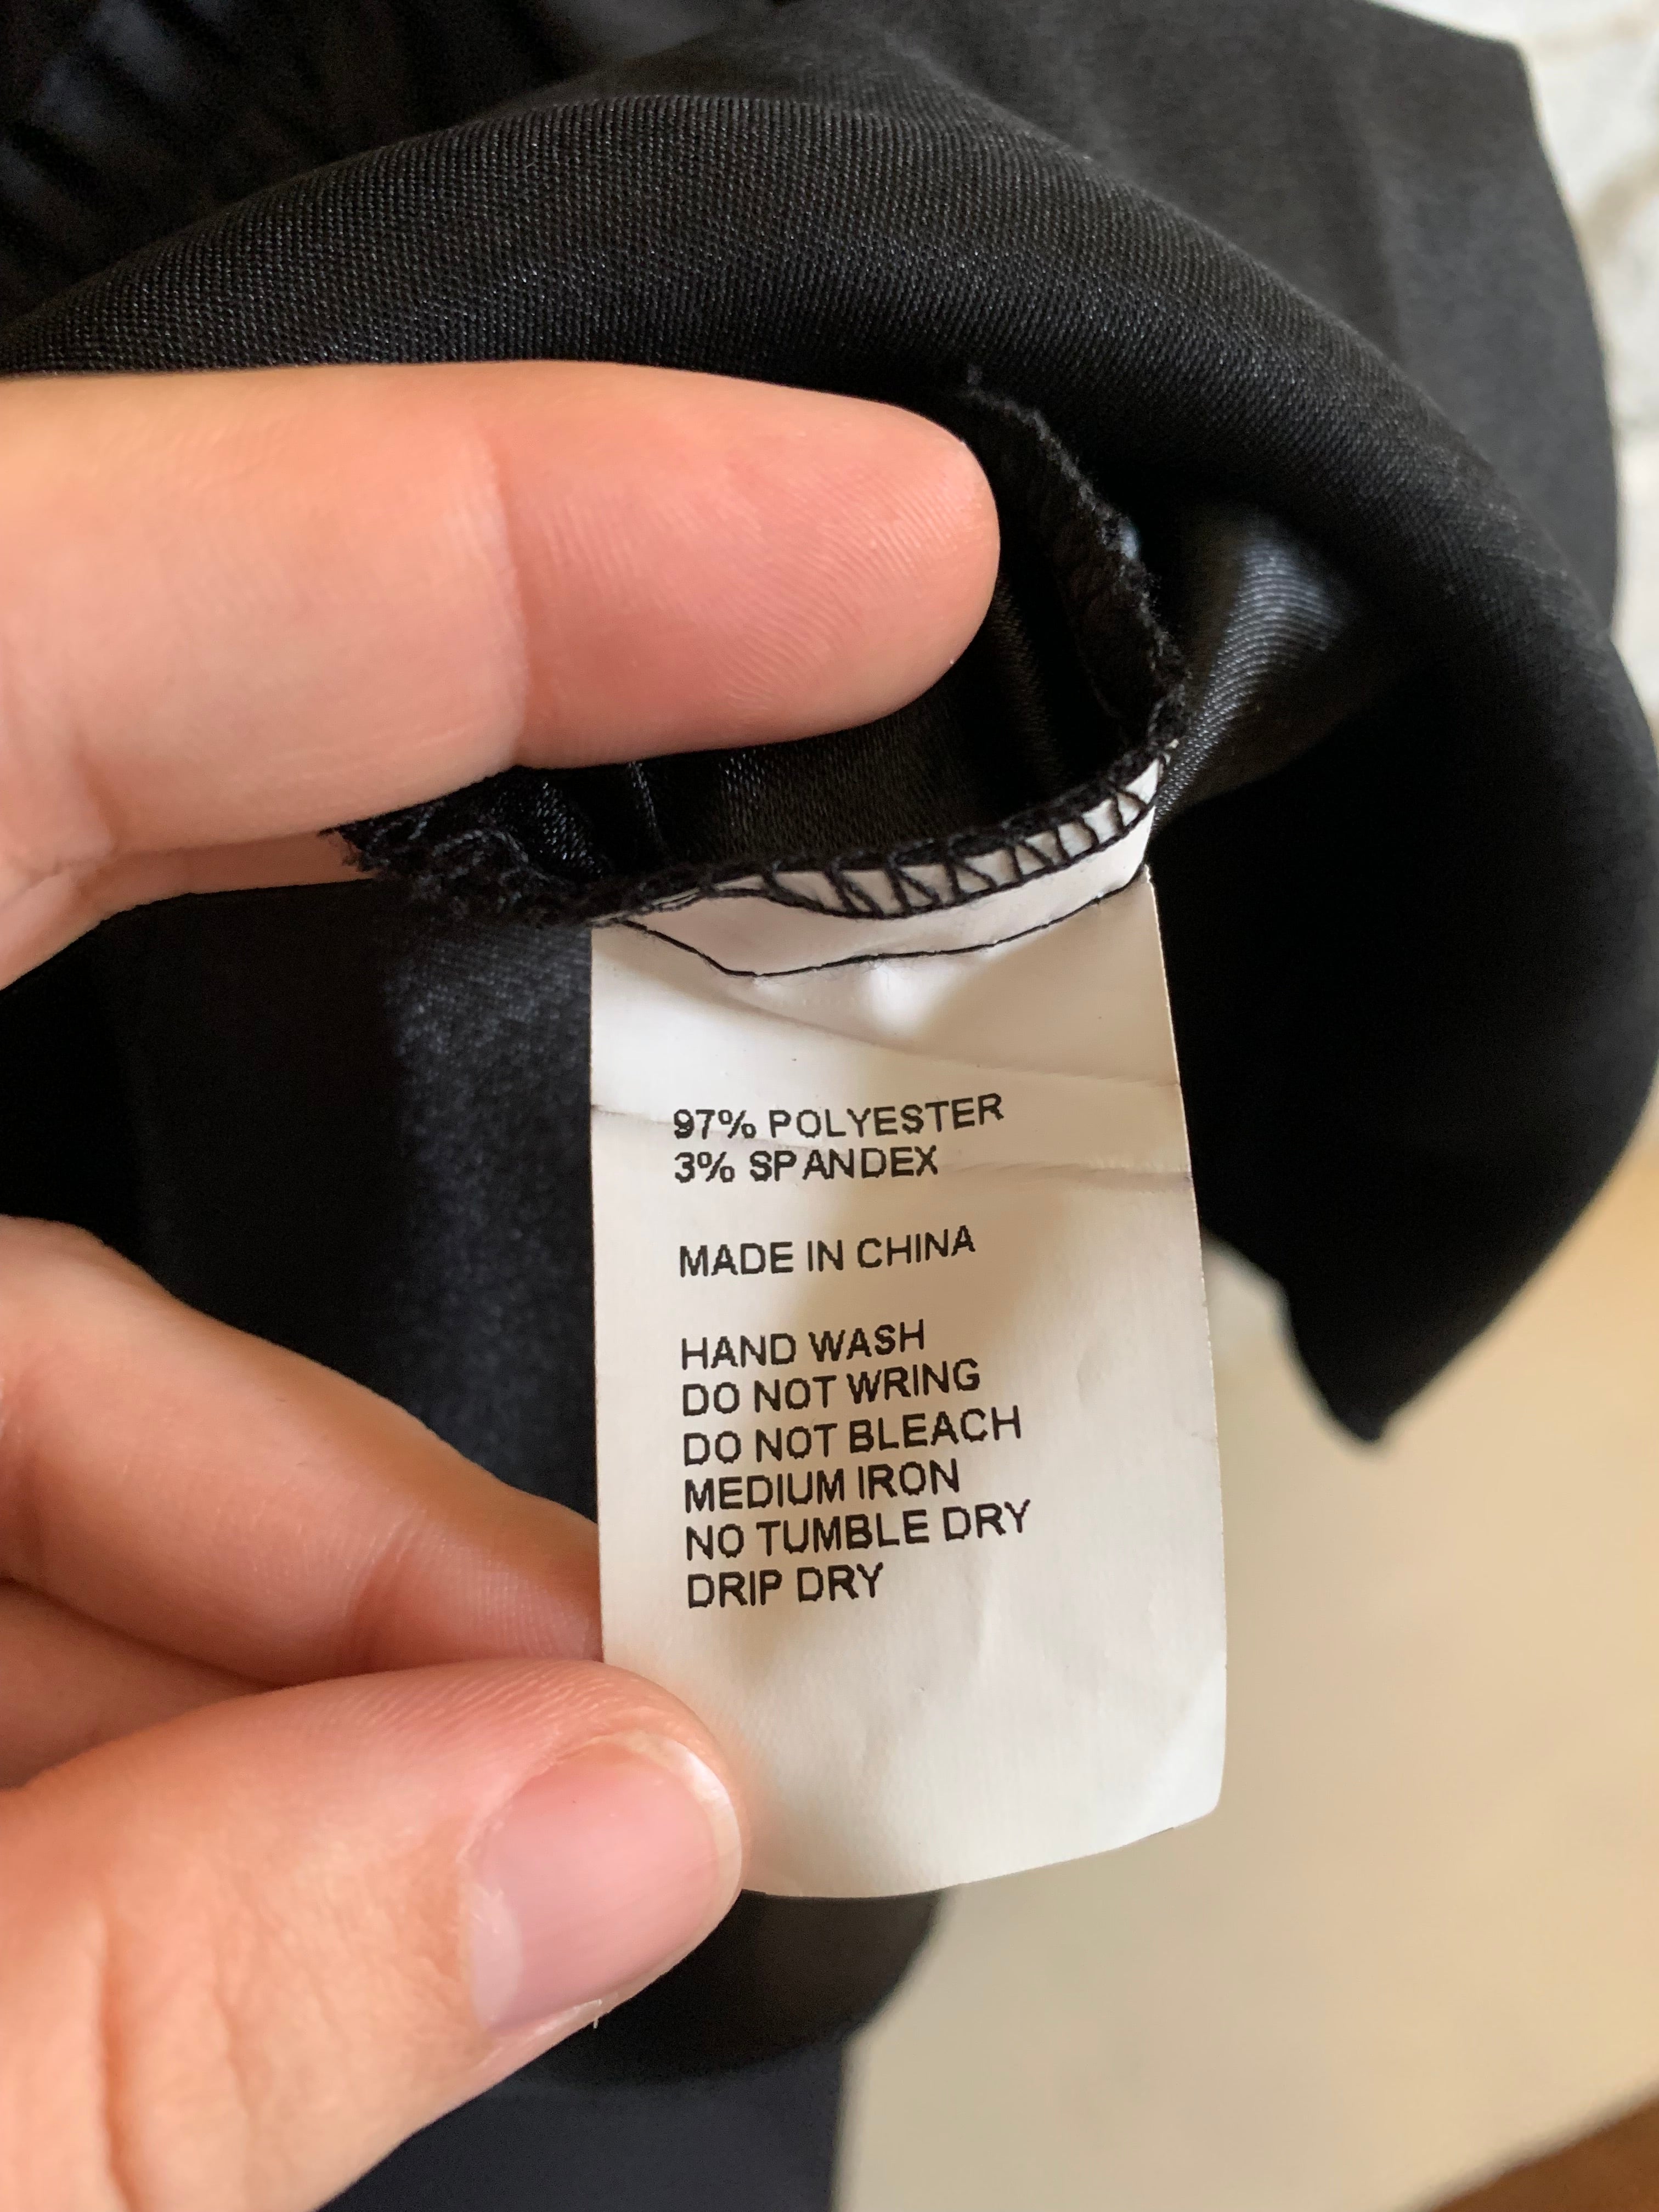 97% POLYESTER
3% SPANDEX
MADE IN CHINA
HAND WASH
DO NOT WRING
DO NOT BLEACH
MEDIUM IRON
NO TUMBLE DRY
DRIP DRY